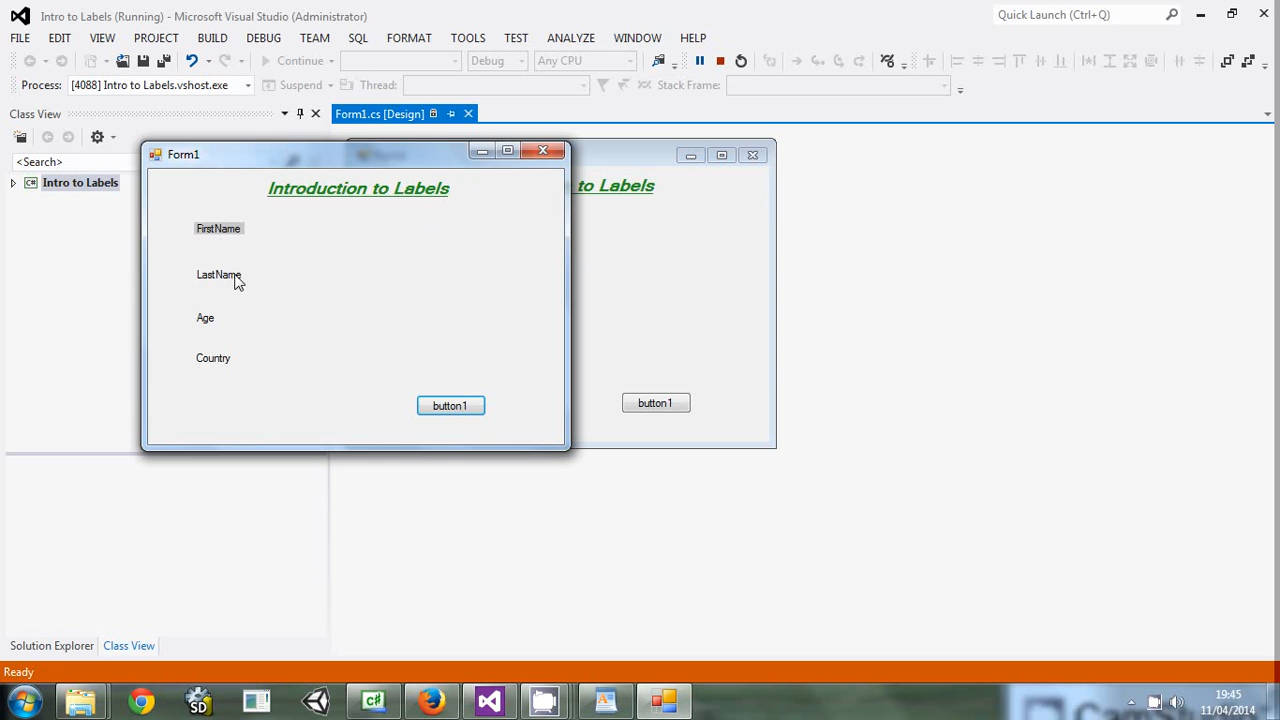 Intro to Labels (Running) - Microsoft Visual Studio (Administrator)
Quick Launch (Ctrl+Q)
FILE EDIT VIEW PROJECT BUILD DEBUG TEAM SQL FORMAT TOOLS TEST ANALYZE WINDOW HELP
Continue Debug Any CPU
Process: [4088] Intro to Labels.vshost.exe Suspend Thread: Stack Frame:
Class View
Form1.cs [Design]
<Search>
Intro to Labels
Form1
Introduction to Labels
to Labels
FirstName
LastName
Age
Country
button1
button1
Solution Explorer Class View
Ready
SD
C#
19:45
11/04/2014